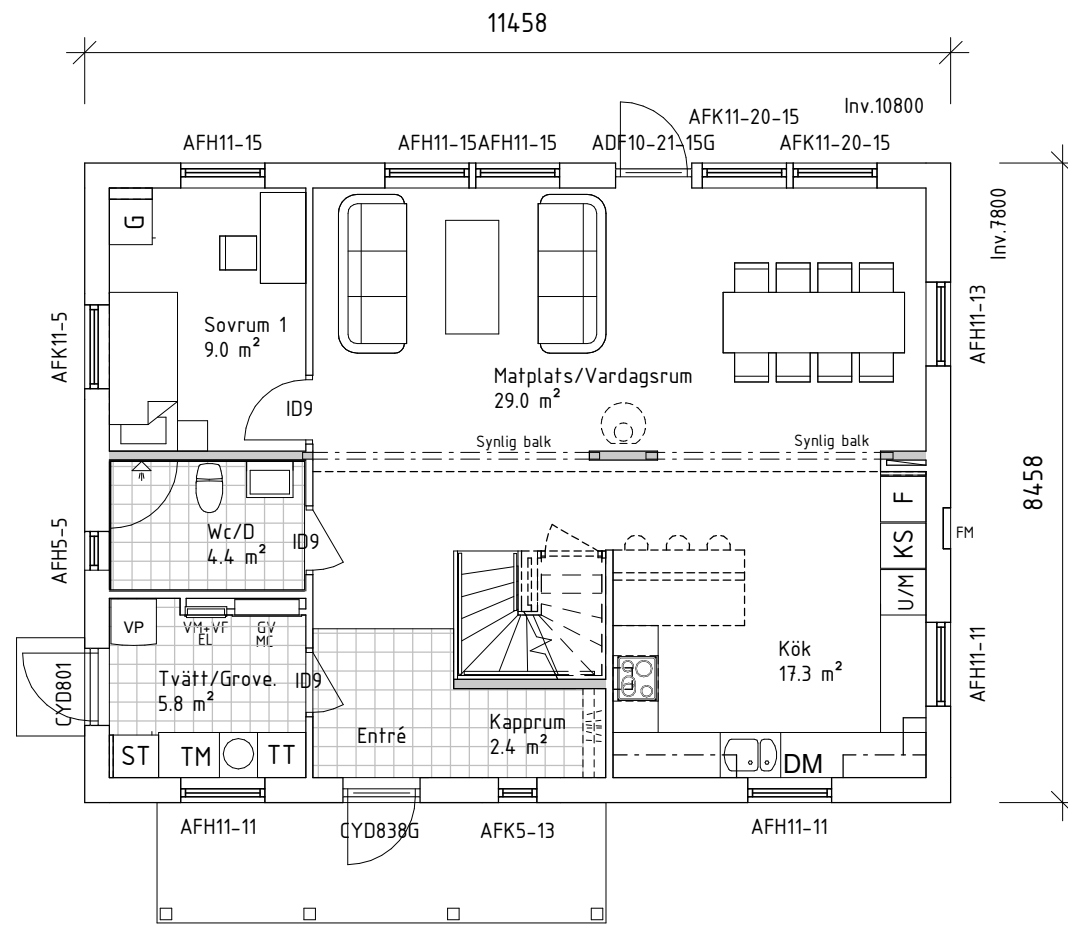 11458
Inv.10800
AFK11-20-15
AFH11-15
AFH11-15
AFH11-15
ADF10-21-15G
AFK11-20-15
Inv.7800
G
AFK11-5
Sovrum 1
9.0 m²
AFH11-13
Matplats/Vardagsrum
29.0 m²
ID9
Synlig balk
Synlig balk
8458
F
AFH5-5
Wc/D
4.4 m²
ID9
KS
FM
U/M
VP
VM+VF
EL
GV
MC
Kök
17.3 m²
AFH11-11
CYD801
Tvätt/Grove.
5.8 m²
ID9
Entré
Kapprum
2.4 m²
ST
TM
TT
DM
AFH11-11
CYD838G
AFK5-13
AFH11-11